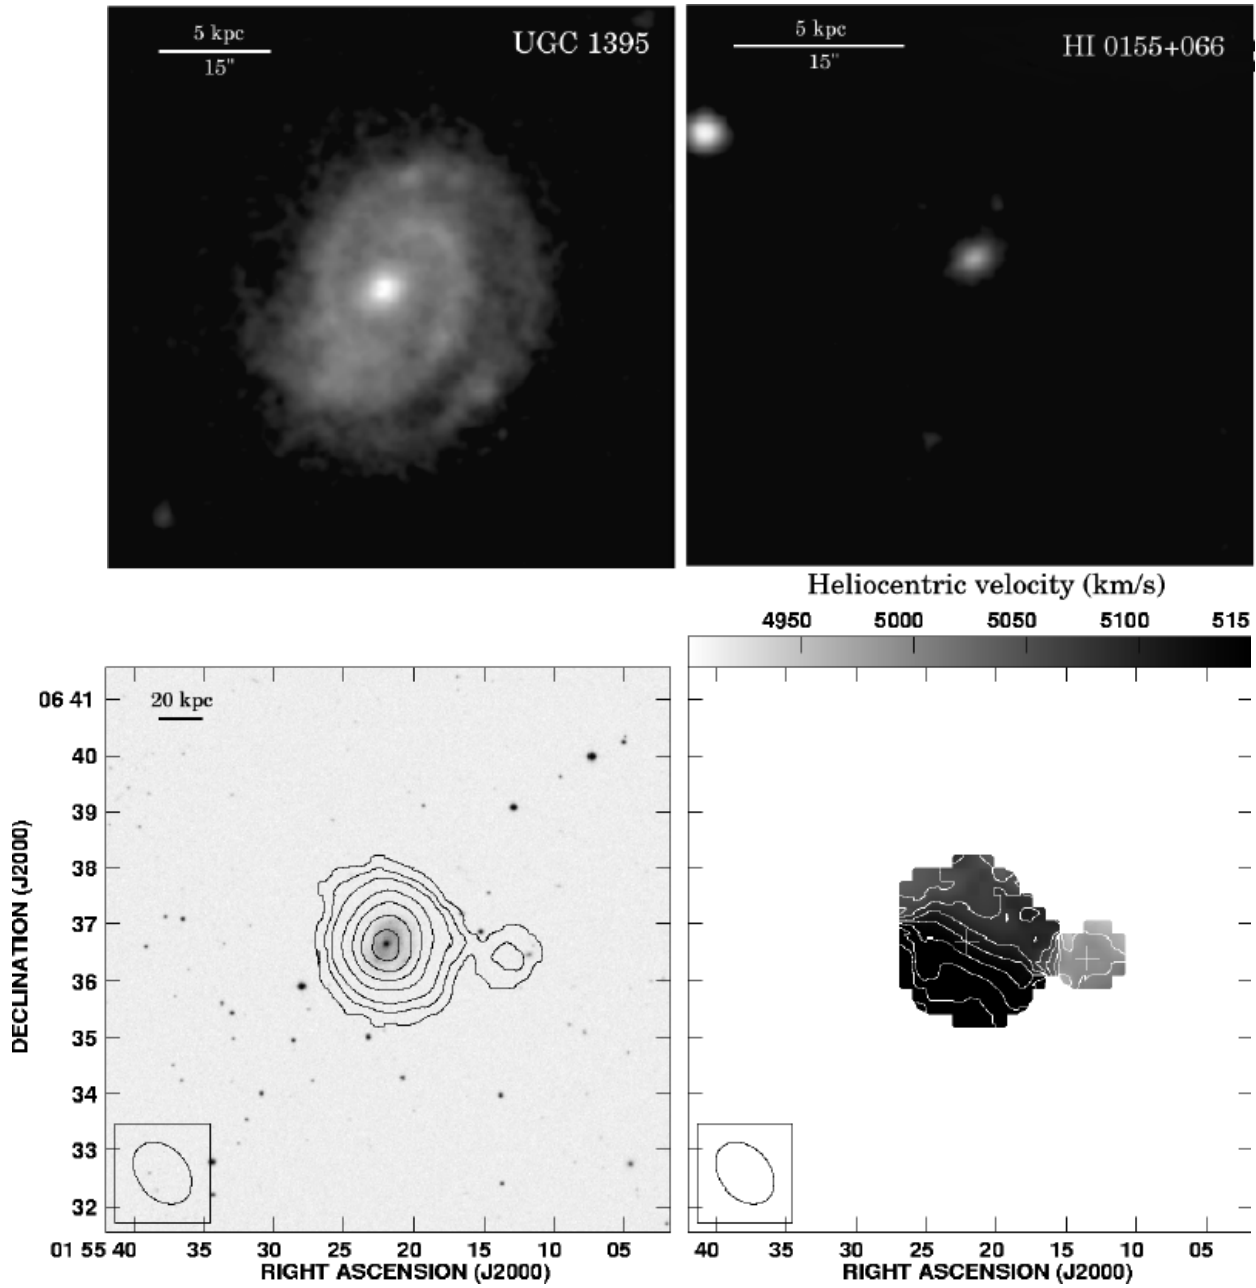 5 kpc
15"
UGC 1395
5 kpc
15"
HI 0155+066
Heliocentric velocity (km/s)
4950 5000 5050 5100 515
20 kpc
06 41
40
39
38
37
36
35
34
33
32
DECLINATION (J2000)
01 55 40 35 30 25 20 15 10 05
RIGHT ASCENSION (J2000)
40 30 25 20 15 10 05
RIGHT ASCENSION (J2000)